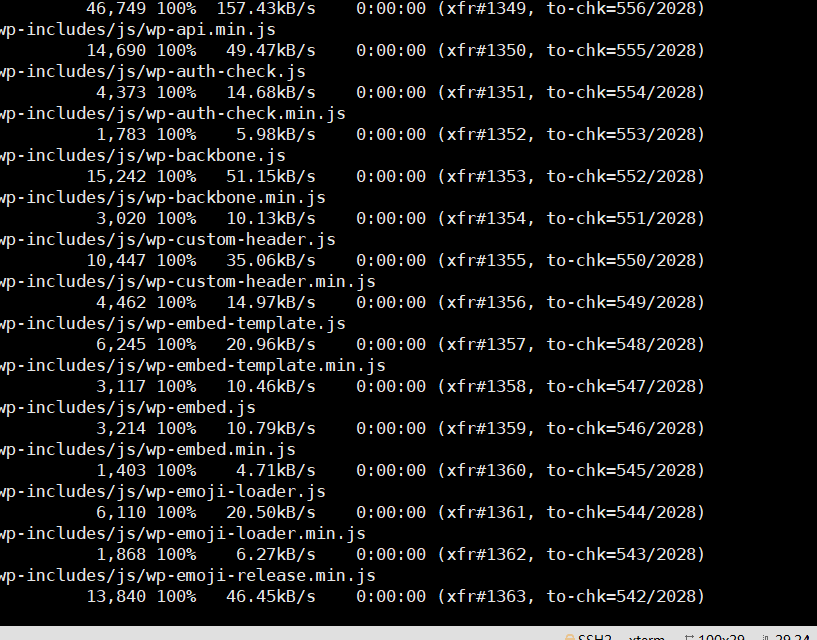 46,749 100%  157.43kB/s    0:00:00 (xfr#1349, to-chk=556/2028)
wp-includes/js/wp-api.min.js
14,690 100%   49.47kB/s    0:00:00 (xfr#1350, to-chk=555/2028)
wp-includes/js/wp-auth-check.js
4,373 100%   14.68kB/s    0:00:00 (xfr#1351, to-chk=554/2028)
wp-includes/js/wp-auth-check.min.js
1,783 100%    5.98kB/s    0:00:00 (xfr#1352, to-chk=553/2028)
wp-includes/js/wp-backbone.js
15,242 100%   51.15kB/s    0:00:00 (xfr#1353, to-chk=552/2028)
wp-includes/js/wp-backbone.min.js
3,020 100%   10.13kB/s    0:00:00 (xfr#1354, to-chk=551/2028)
wp-includes/js/wp-custom-header.js
10,447 100%   35.06kB/s    0:00:00 (xfr#1355, to-chk=550/2028)
wp-includes/js/wp-custom-header.min.js
4,462 100%   14.97kB/s    0:00:00 (xfr#1356, to-chk=549/2028)
wp-includes/js/wp-embed-template.js
6,245 100%   20.96kB/s    0:00:00 (xfr#1357, to-chk=548/2028)
wp-includes/js/wp-embed-template.min.js
3,117 100%   10.46kB/s    0:00:00 (xfr#1358, to-chk=547/2028)
wp-includes/js/wp-embed.js
3,214 100%   10.79kB/s    0:00:00 (xfr#1359, to-chk=546/2028)
wp-includes/js/wp-embed.min.js
1,403 100%    4.71kB/s    0:00:00 (xfr#1360, to-chk=545/2028)
wp-includes/js/wp-emoji-loader.js
6,110 100%   20.50kB/s    0:00:00 (xfr#1361, to-chk=544/2028)
wp-includes/js/wp-emoji-loader.min.js
1,868 100%    6.27kB/s    0:00:00 (xfr#1362, to-chk=543/2028)
wp-includes/js/wp-emoji-release.min.js
13,840 100%   46.45kB/s    0:00:00 (xfr#1363, to-chk=542/2028)
SSH2 xterm 100x29 29,24